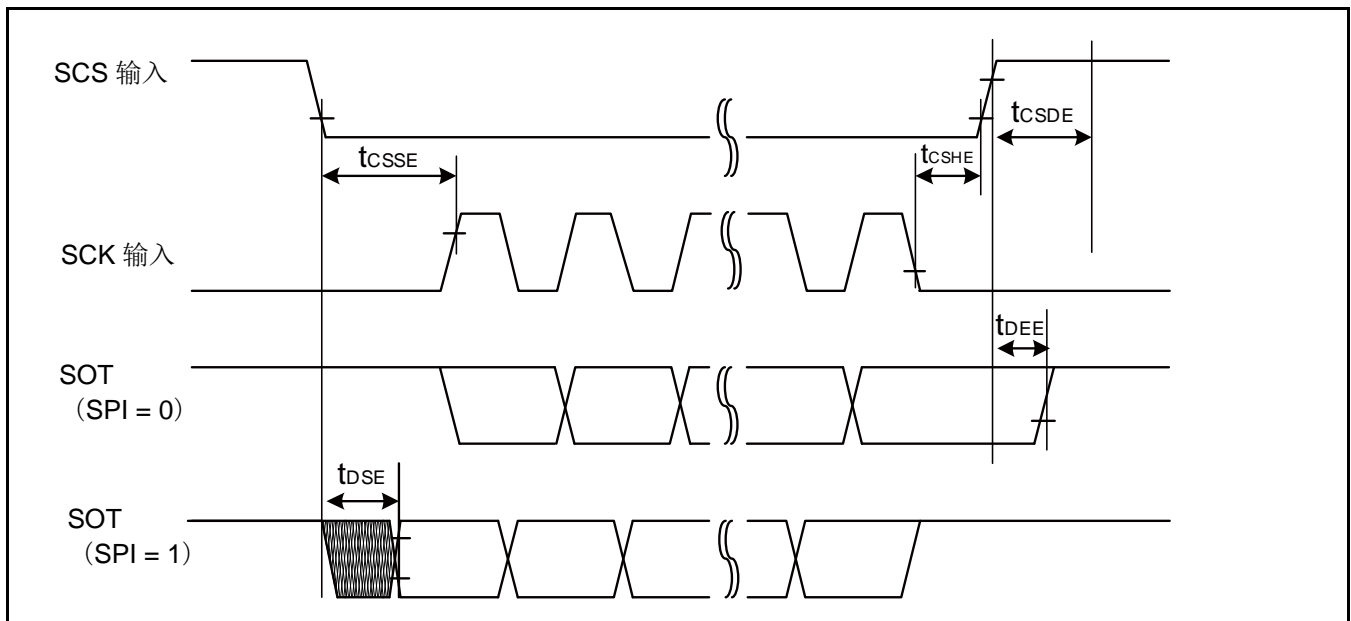 SCS 输入
tCSDE
tCSSE
tCSHE
SCK 输入
tDEE
SOT
（SPI = 0）
tDSE
SOT
（SPI = 1）